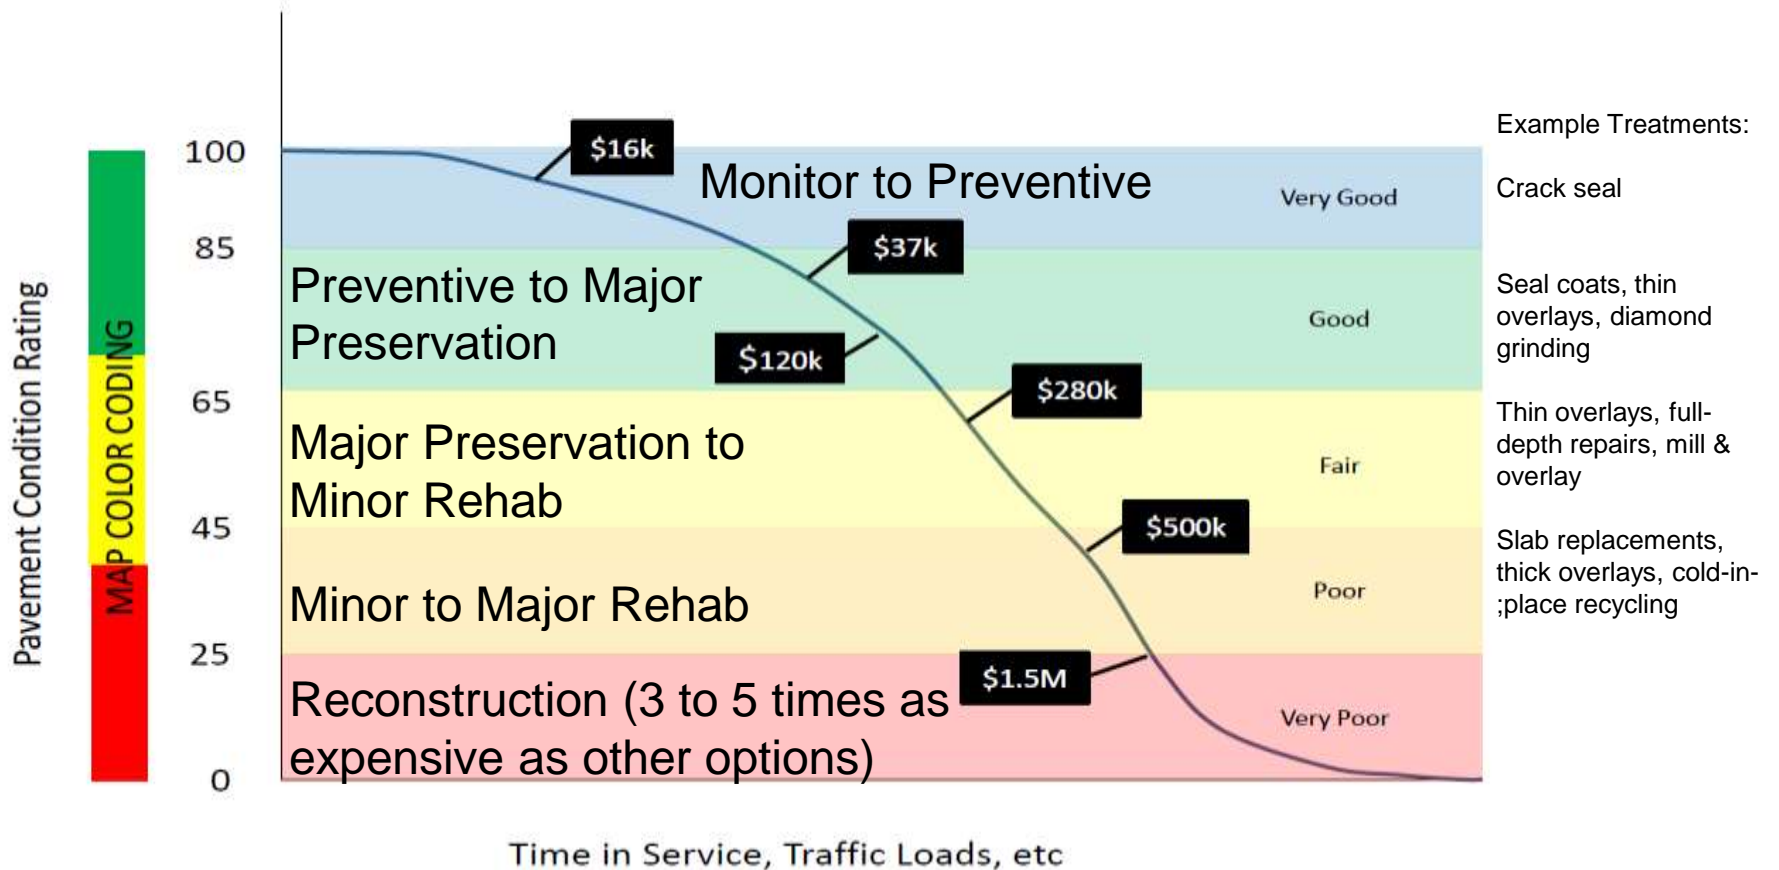 Pavement Condition Rating
MAP COLOR CODING
100
85
65
45
25
0
$16k
Monitor to Preventive
Very Good
$37k
Preventive to Major
Preservation
Good
$120k
$280k
Major Preservation to
Minor Rehab
Fair
$500k
Minor to Major Rehab
Poor
$1.5M
Reconstruction (3 to 5 times as
expensive as other options)
Very Poor
Time in Service, Traffic Loads, etc
Example Treatments:
Crack seal
Seal coats, thin
overlays, diamond
grinding
Thin overlays, full-
depth repairs, mill &
overlay
Slab replacements,
thick overlays, cold-in-
;place recycling